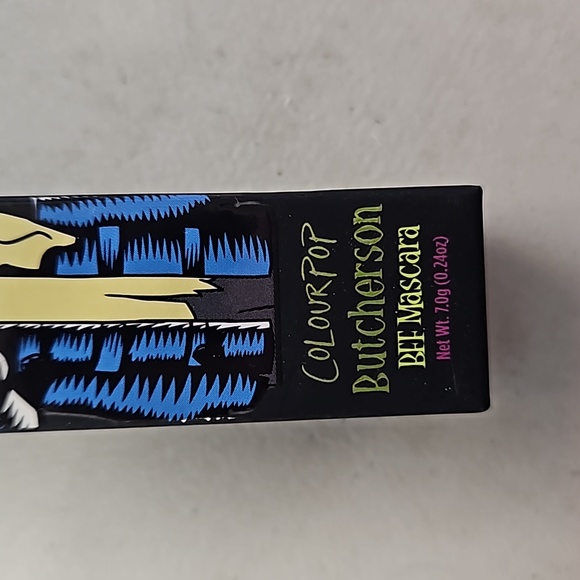 COLOURPOP
Butcherson
BFF Mascara
Net Wt. 7.0g (0.24oz)